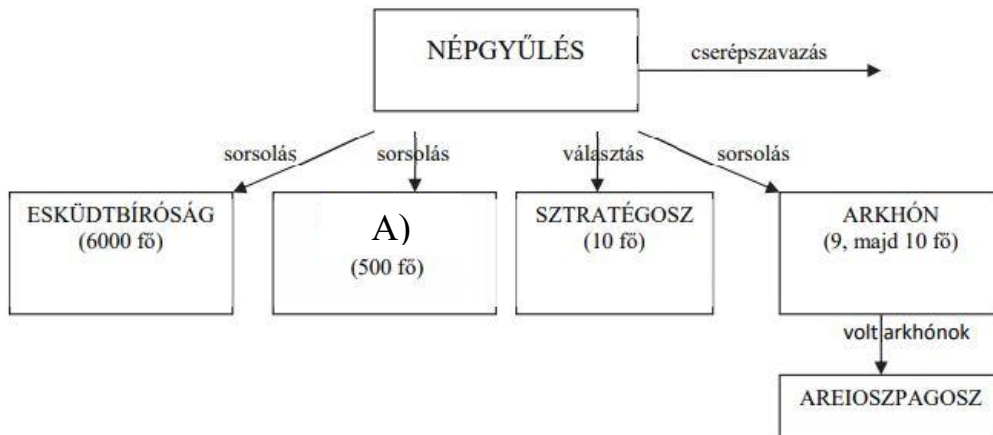 NÉPGYŰLÉS
cserépszavazás
sorsolás
sorsolás
választás
sorsolás
ESKÜDTBÍRÓSÁG
(6000 fő)
A)
(500 fő)
SZTRATÉGOSZ
(10 fő)
ARKHÓN
(9, majd 10 fő)
volt arkhónok
AREIOSZPAGOSZ